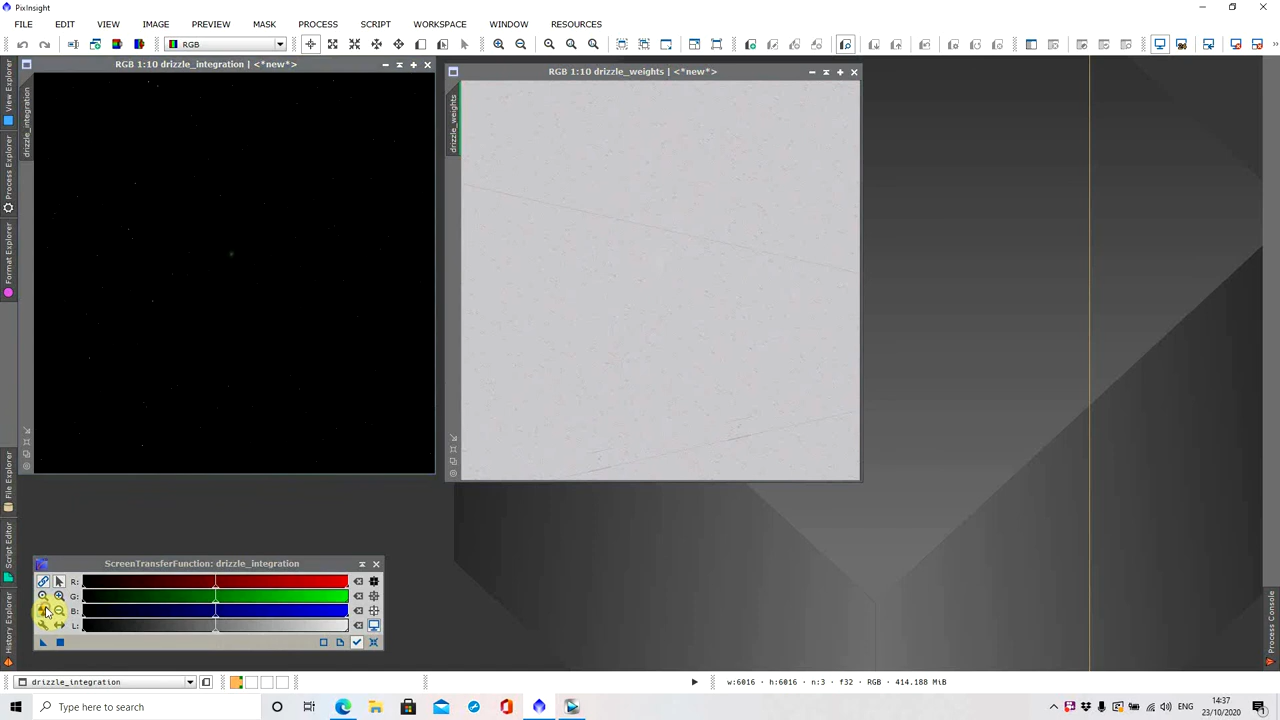 PixInsight
FILE EDIT VIEW IMAGE PREVIEW MASK PROCESS SCRIPT WORKSPACE WINDOW RESOURCES
RGB
View Explorer
Process Explorer
Format Explorer
File Explorer
Script Editor
History Explorer
RGB 1:10 drizzle_integration | <*new*>
drizzle_integration
RGB 1:10 drizzle_weights | <*new*>
drizzle_weights
ScreenTransferFunction: drizzle_integration
R:
G:
B:
L:
Process Console
drizzle_integration
w:6016 · h:6016 · n:3 · f32 · RGB · 414.188 MiB
Type here to search
ENG
14:37
23/10/2020
1